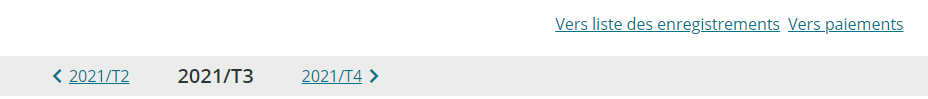 Vers liste des enregistrements Vers paiements
2021/T2 2021/T3 2021/T4